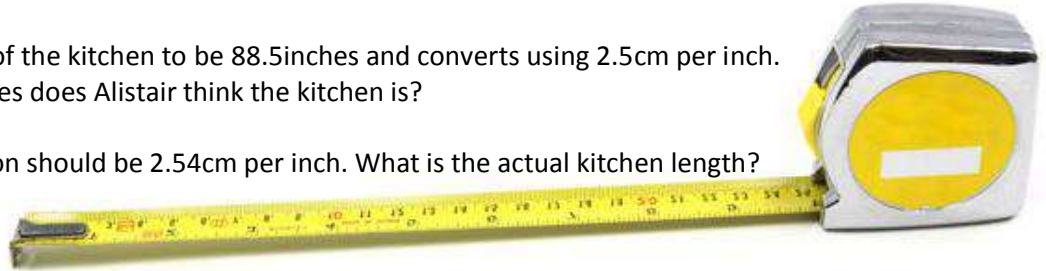 of the kitchen to be 88.5inches and converts using 2.5cm per inch.
es does Alistair think the kitchen is?
on should be 2.54cm per inch. What is the actual kitchen length?